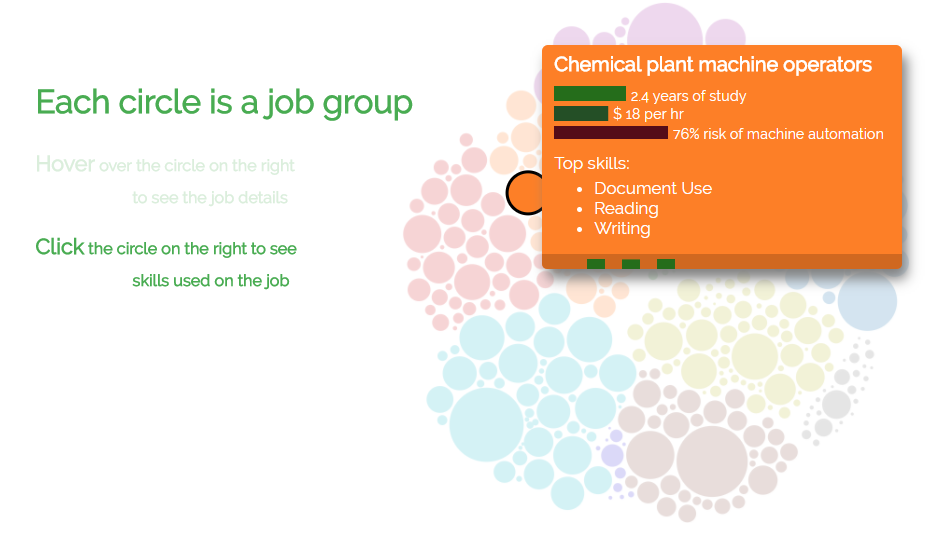 Each circle is a job group
Hover over the circle on the right
to see the job details
Click the circle on the right to see
skills used on the job
Chemical plant machine operators
2.4 years of study
$ 18 per hr
76% risk of machine automation
Top skills:
• Document Use
• Reading
• Writing